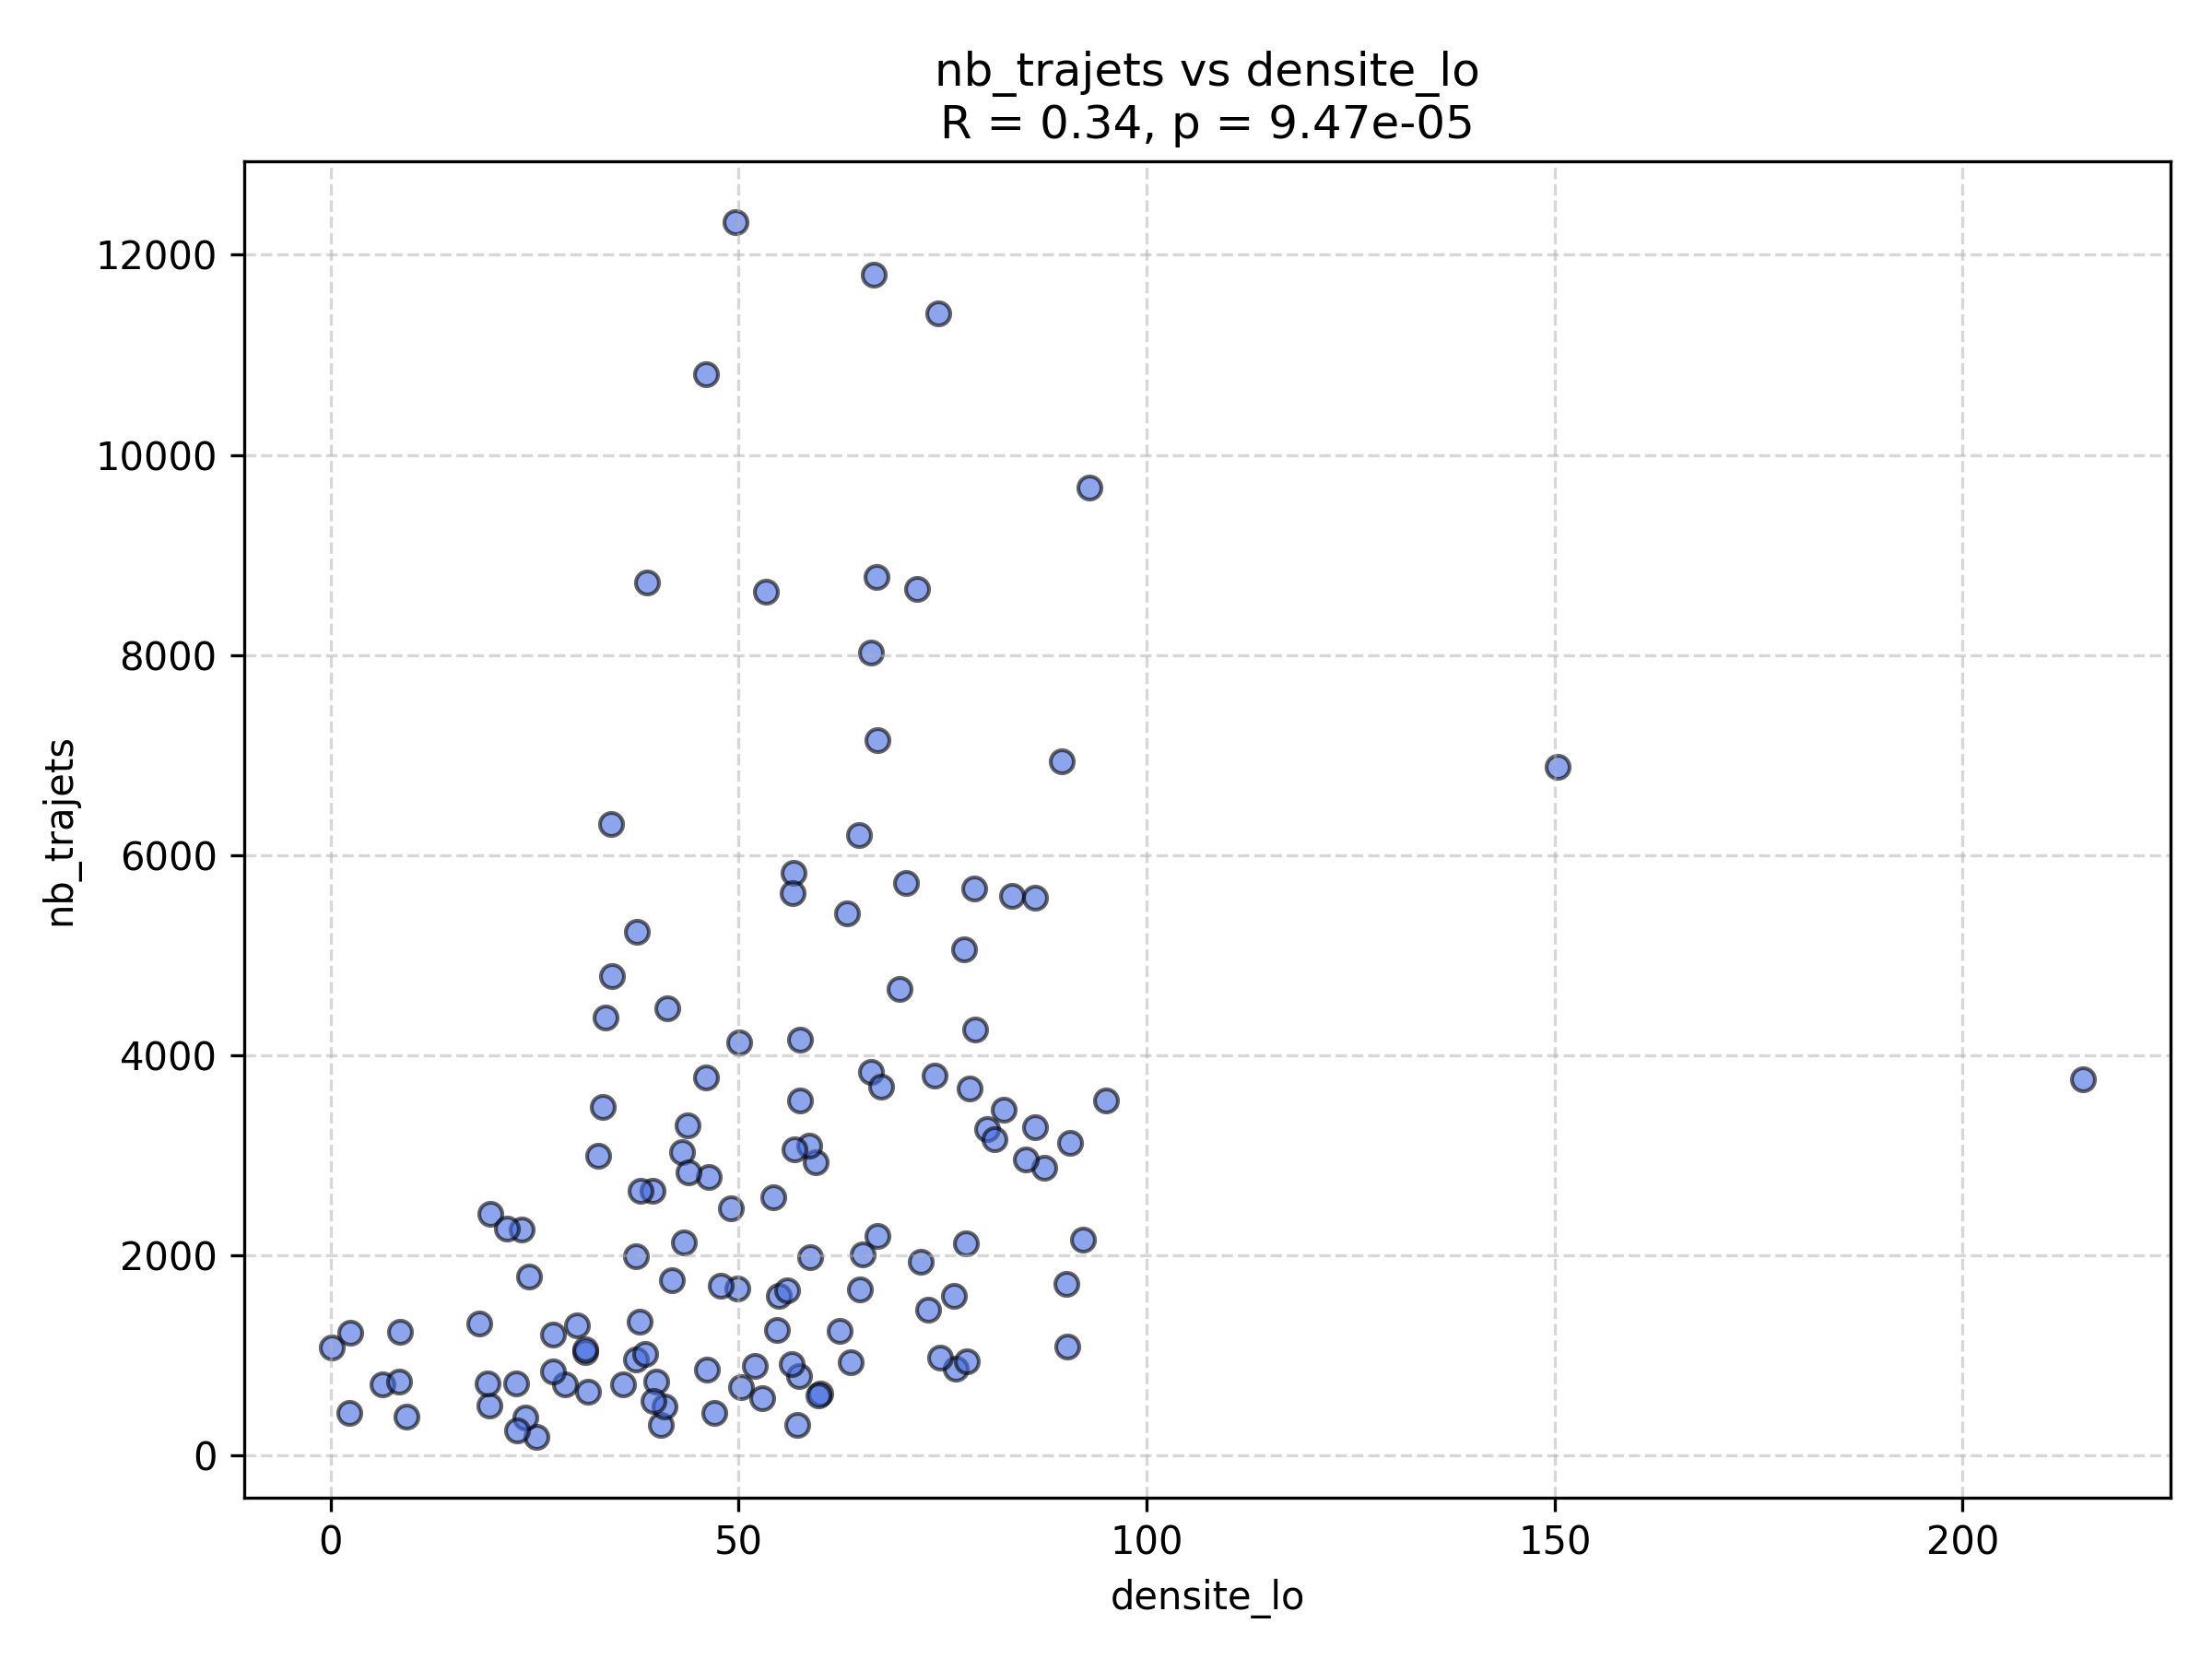 nb_trajets vs densite_lo
R = 0.34, p = 9.47e-05
12000
10000
8000
6000
4000
2000
0
nb_trajets
0 50 100 150 200
densite_lo